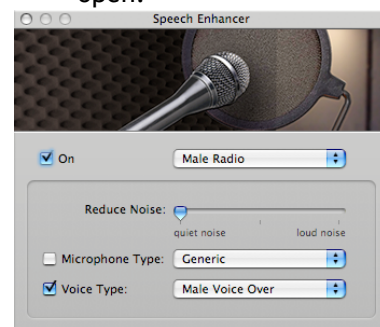 open.
Speech Enhancer
On Male Radio
Reduce Noise:
quiet noise loud noise
Microphone Type: Generic
Voice Type: Male Voice Over